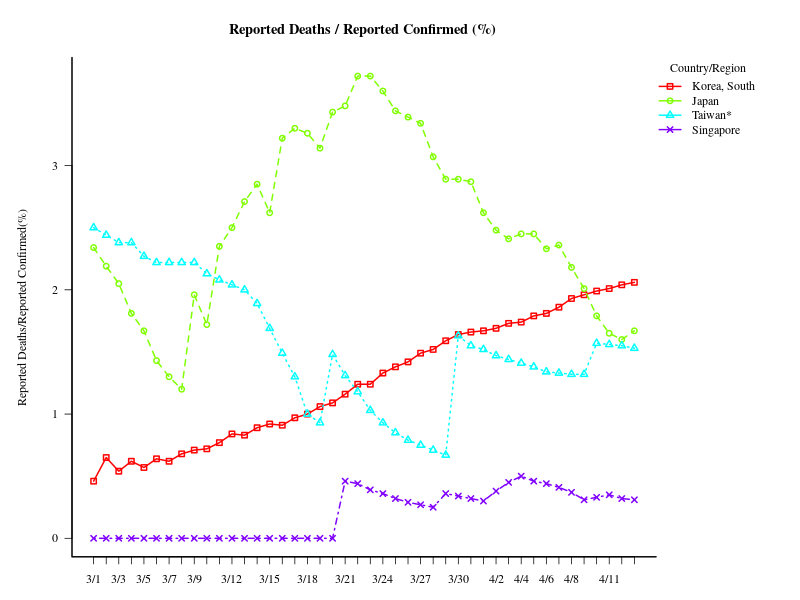 Reported Deaths / Reported Confirmed (%)
Country/Region
Korea, South
Japan
Taiwan*
Singapore
Reported Deaths/Reported Confirmed(%)
3
2
1
0
3/1 3/3 3/5 3/7 3/9 3/12 3/15 3/18 3/21 3/24 3/27 3/30 4/2 4/4 4/6 4/8 4/11